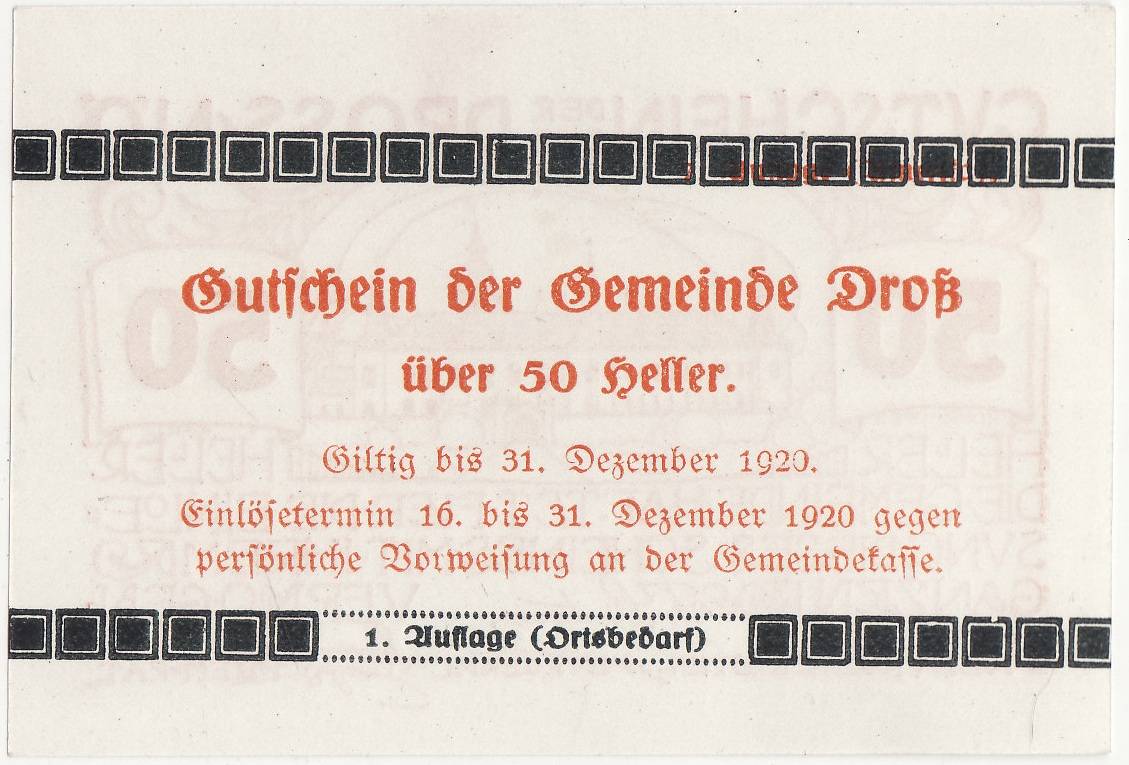 Gutschein der Gemeinde Droß
über 50 Heller.
Giltig bis 31. Dezember 1920.
Einlösetermin 16. bis 31. Dezember 1920 gegen
persönliche Vorweisung an der Gemeindekasse.
1. Auflage (Ortsbedarf)